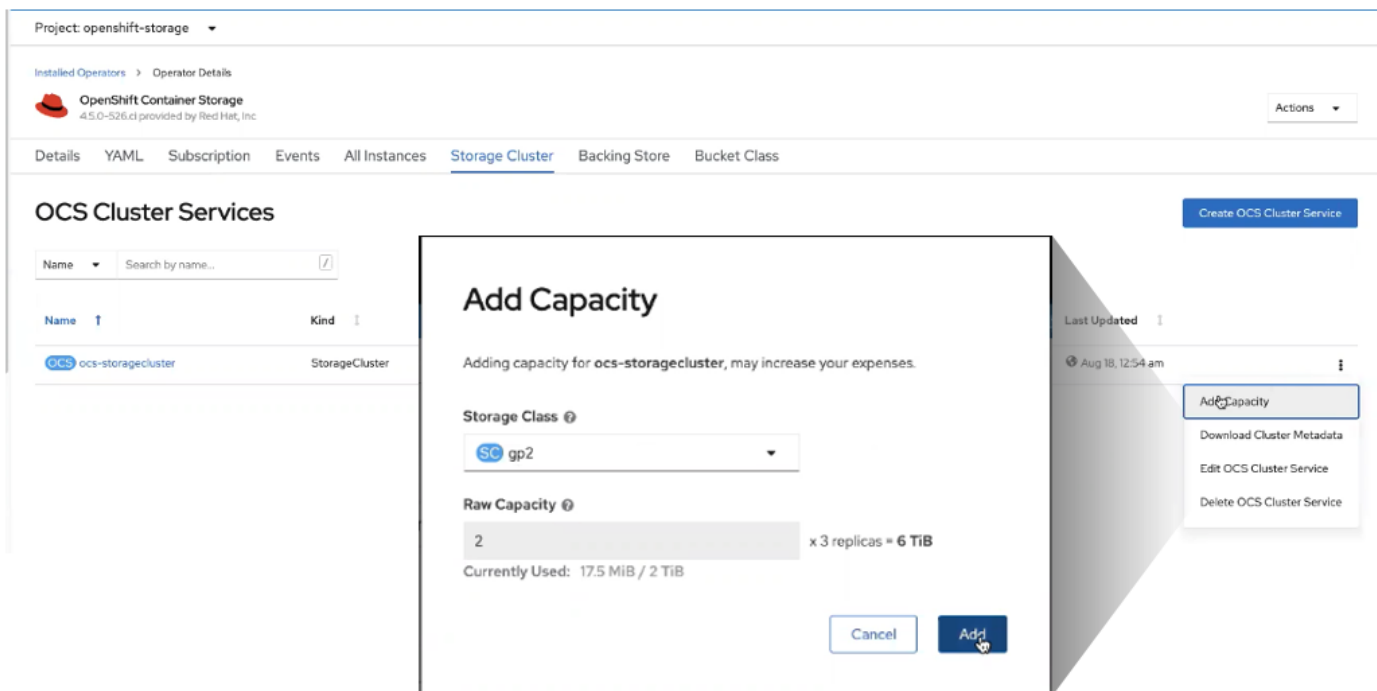 Project: openshift-storage
Installed Operators > Operator Details
OpenShift Container Storage
4.5.0-526.ci provided by Red Hat, Inc
Actions
Details YAML Subscription Events All Instances Storage Cluster Backing Store Bucket Class
OCS Cluster Services
Create OCS Cluster Service
Name Search by name... /
Name Kind Last Updated
OCS ocs-storagecluster StorageCluster Aug 18, 12:54 am
Add Capacity
Download Cluster Metadata
Edit OCS Cluster Service
Delete OCS Cluster Service
Add Capacity
Adding capacity for ocs-storagecluster, may increase your expenses.
Storage Class
SC gp2
Raw Capacity
2 x 3 replicas = 6 TiB
Currently Used: 17.5 MiB / 2 TiB
Cancel Add